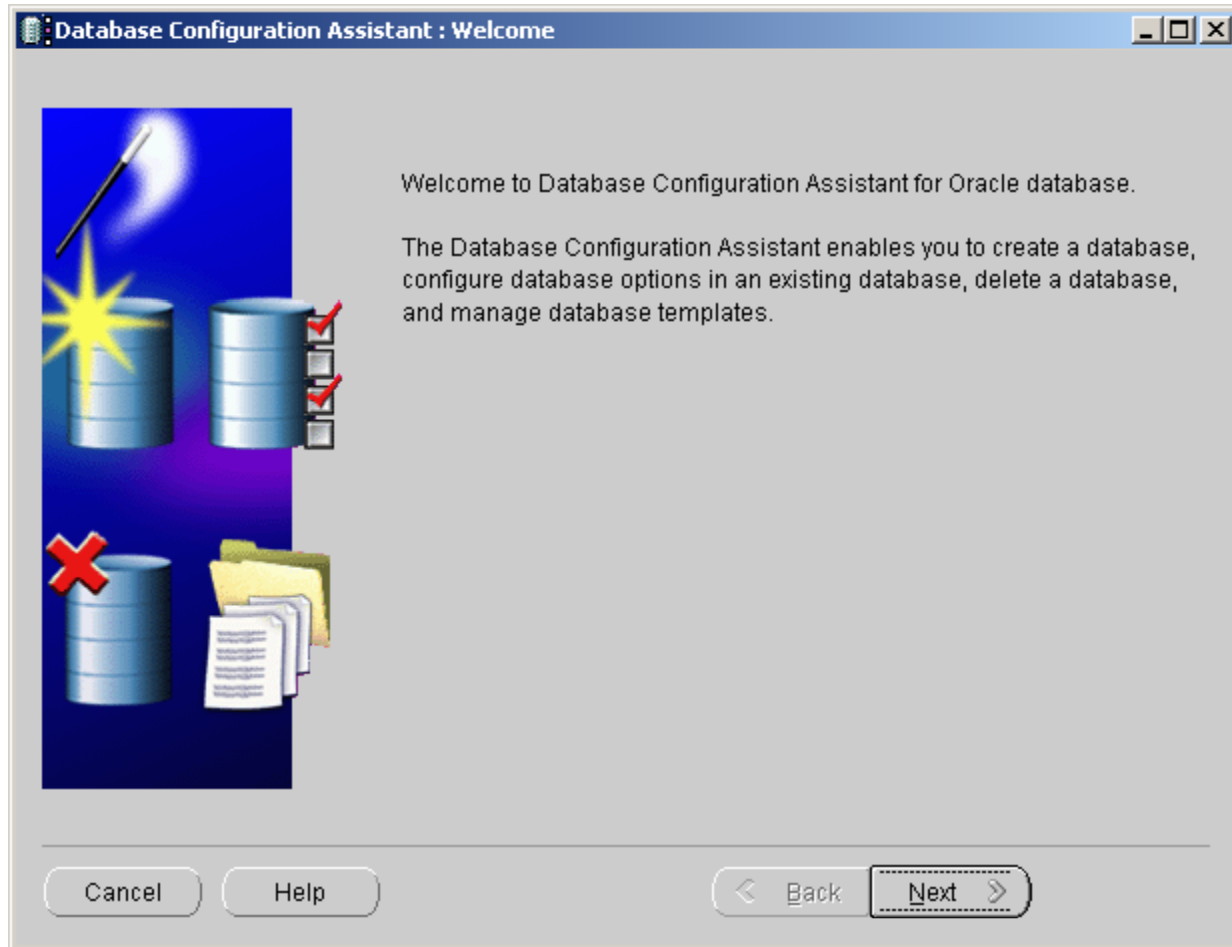 Database Configuration Assistant : Welcome
Welcome to Database Configuration Assistant for Oracle database.
The Database Configuration Assistant enables you to create a database,
configure database options in an existing database, delete a database,
and manage database templates.
Cancel
Help
Back
Next